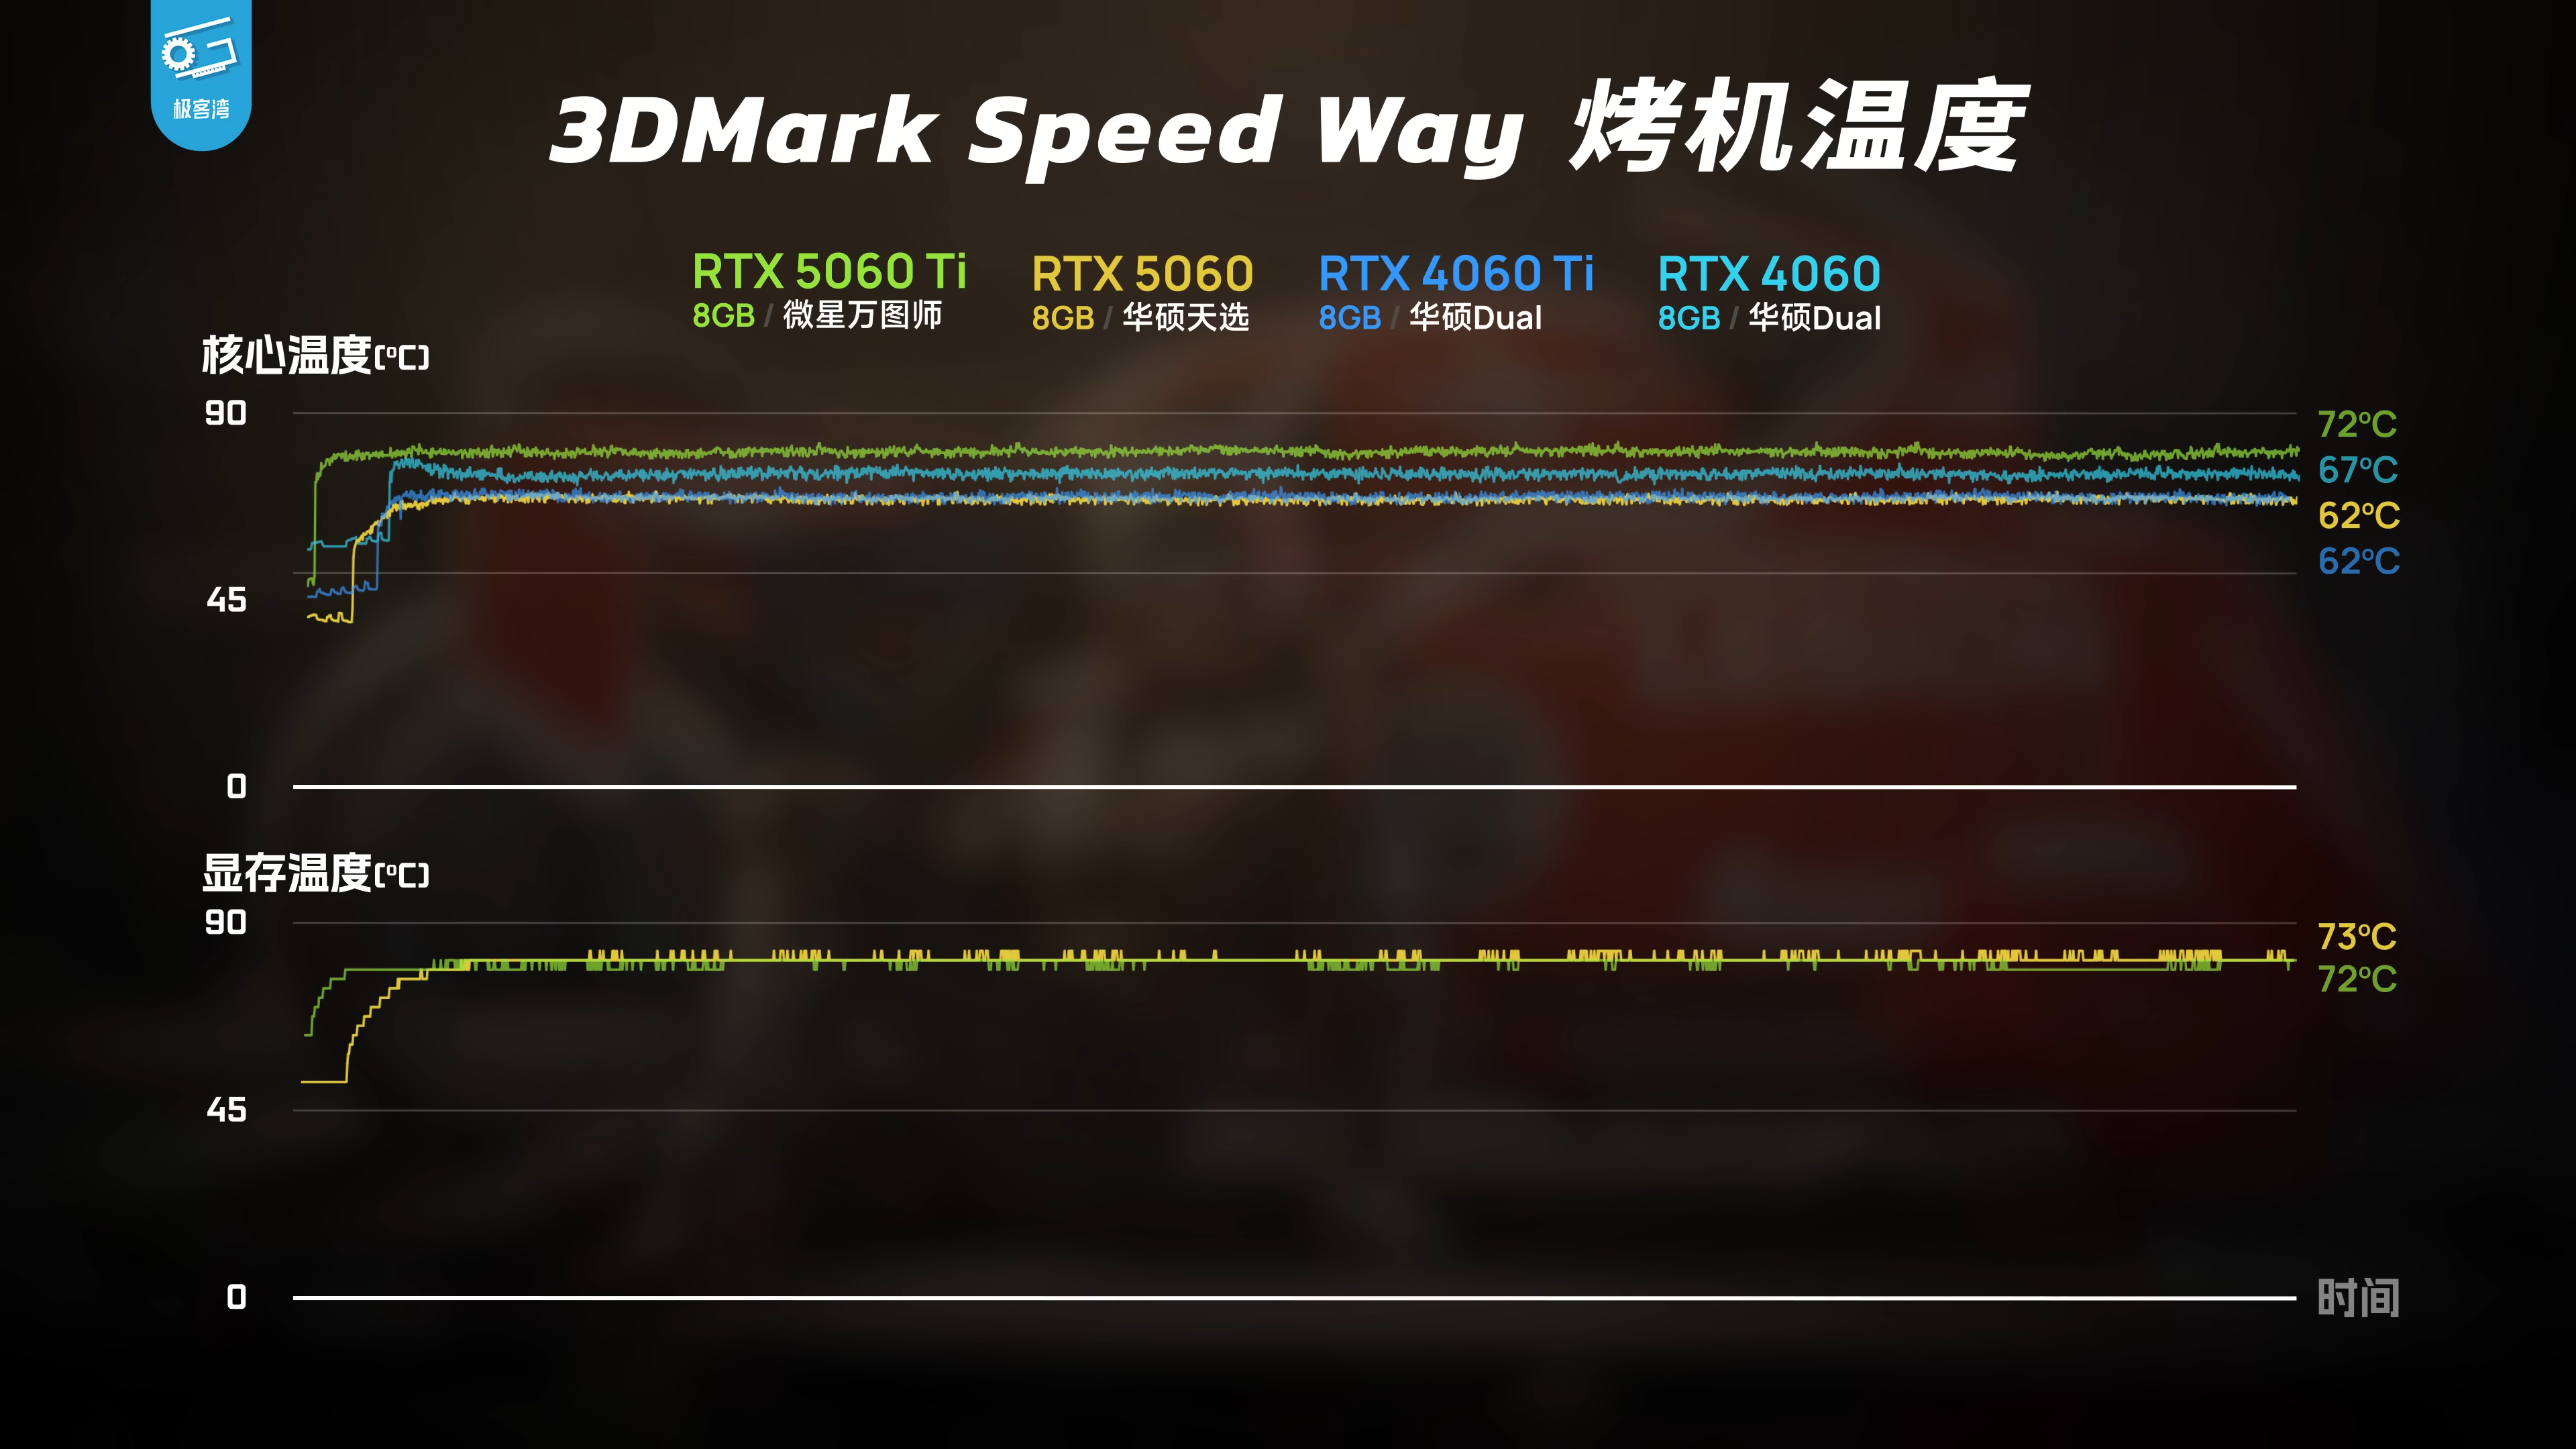 极客湾
3DMark Speed Way 烤机温度
RTX 5060 Ti
8GB / 微星万图师
RTX 5060
8GB / 华硕天选
RTX 4060 Ti
8GB / 华硕Dual
RTX 4060
8GB / 华硕Dual
核心温度(°C)
90
45
0
72°C
67°C
62°C
62°C
显存温度(°C)
90
45
0
73°C
72°C
时间